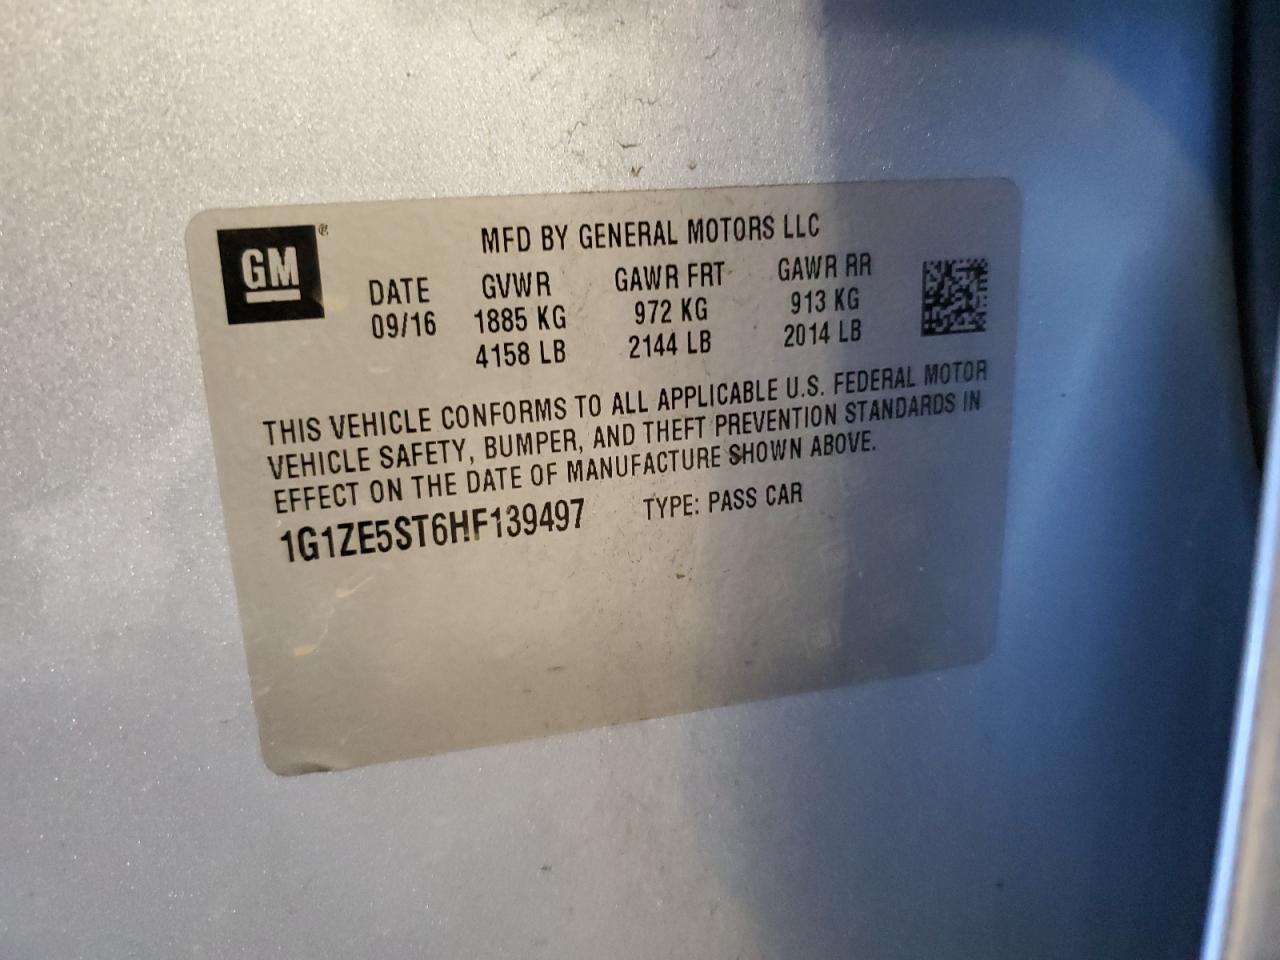 GM®
MFD BY GENERAL MOTORS LLC
DATE GVWR GAWR FRT GAWR RR
09/16 1885 KG 972 KG 913 KG
4158 LB 2144 LB 2014 LB
THIS VEHICLE CONFORMS TO ALL APPLICABLE U.S. FEDERAL MOTOR
VEHICLE SAFETY, BUMPER, AND THEFT PREVENTION STANDARDS IN
EFFECT ON THE DATE OF MANUFACTURE SHOWN ABOVE.
1G1ZE5ST6HF139497 TYPE: PASS CAR